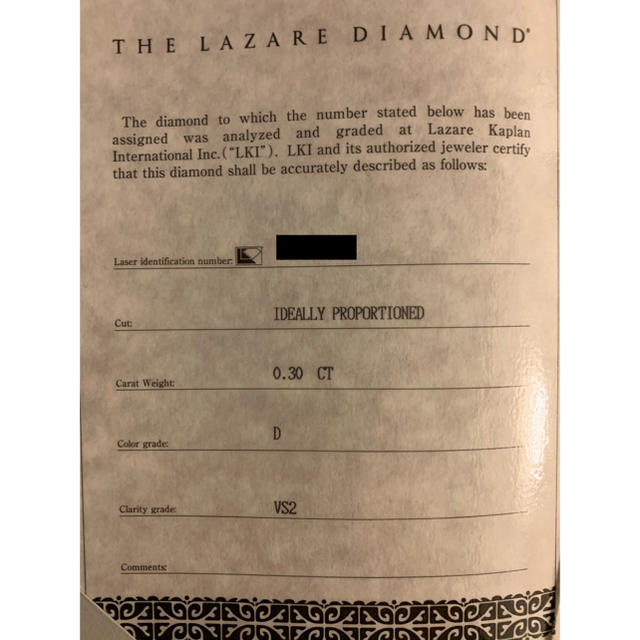 THE LAZARE DIAMOND®
The diamond to which the number stated below has been
assigned was analyzed and graded at Lazare Kaplan
International Inc.("LKI"). LKI and its authorized jeweler certify
that this diamond shall be accurately described as follows:
Laser identification number:
Cut: IDEALLY PROPORTIONED
Carat Weight: 0.30 CT
Color grade: D
Clarity grade: VS2
Comments: